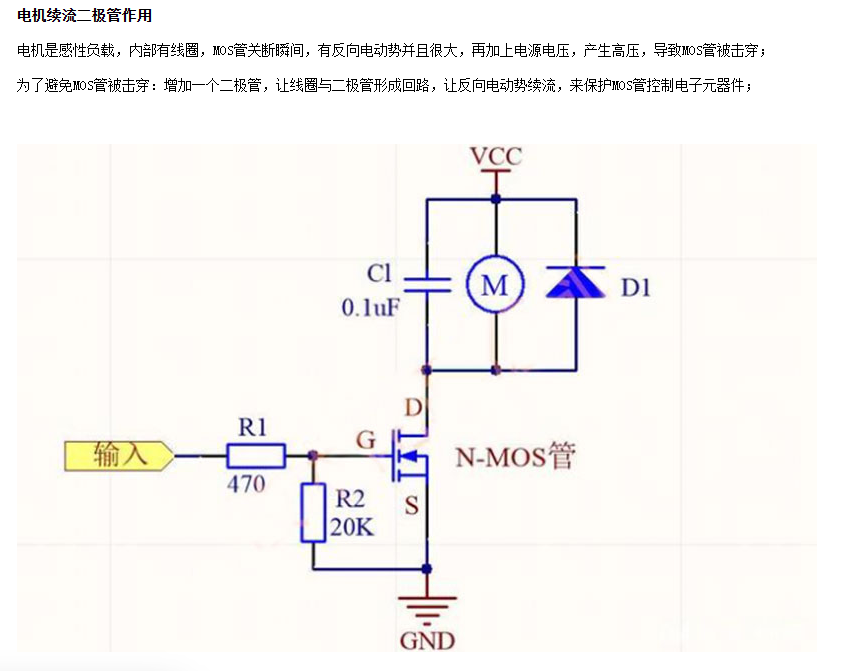 电机续流二极管作用
电机是感性负载，内部有线圈，MOS管关断瞬间，有反向电动势并且很大，再加上电源电压，产生高压，导致MOS管被击穿；
为了避免MOS管被击穿：增加一个二极管，让线圈与二极管形成回路，让反向电动势续流，来保护MOS管控制电子元器件；
VCC
C1
0.1uF
M
D1
D
R1
G
输入
N-MOS管
470
R2
S
20K
GND